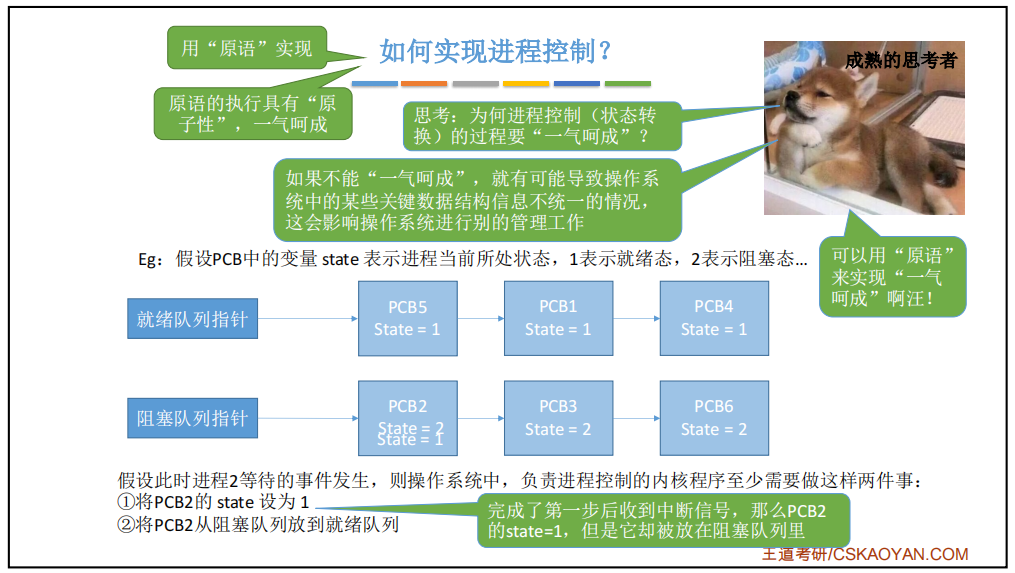 用“原语”实现
如何实现进程控制？
成熟的思考者
原语的执行具有“原
子性”，一气呵成
思考：为何进程控制（状态转
换）的过程要“一气呵成”？
如果不能“一气呵成”，就有可能导致操作系
统中的某些关键数据结构信息不统一的情况，
这会影响操作系统进行别的管理工作
可以用“原语”
来实现“一气
呵成”啊汪！
Eg：假设PCB中的变量 state 表示进程当前所处状态，1表示就绪态，2表示阻塞态...
就绪队列指针
PCB5
State = 1
PCB1
State = 1
PCB4
State = 1
阻塞队列指针
PCB2
State = 2
State = 1
PCB3
State = 2
PCB6
State = 2
假设此时进程2等待的事件发生，则操作系统中，负责进程控制的内核程序至少需要做这样两件事：
①将PCB2的 state 设为 1
②将PCB2从阻塞队列放到就绪队列
完成了第一步后收到中断信号，那么PCB2
的state=1，但是它却被放在阻塞队列里
王道考研/CSKAOYAN.COM